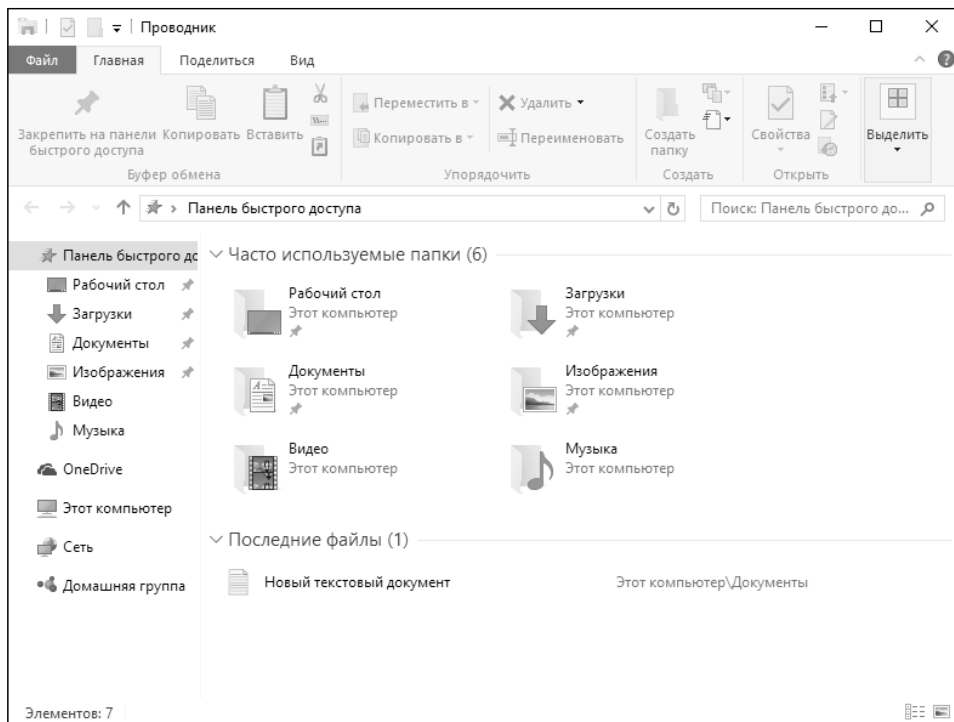 Проводник
Файл Главная Поделиться Вид
Закрепить на панели быстрого доступа
Копировать
Вставить
Буфер обмена
Переместить в
Копировать в
Удалить
Переименовать
Упорядочить
Создать папку
Создать
Свойства
Открыть
Выделить
Панель быстрого доступа
Поиск: Панель быстрого до...
Панель быстрого дс
Рабочий стол
Загрузки
Документы
Изображения
Видео
Музыка
OneDrive
Этот компьютер
Сеть
Домашняя группа
Часто используемые папки (6)
Рабочий стол
Этот компьютер
Загрузки
Этот компьютер
Документы
Этот компьютер
Изображения
Этот компьютер
Видео
Этот компьютер
Музыка
Этот компьютер
Последние файлы (1)
Новый текстовый документ Этот компьютер\Документы
Элементов: 7